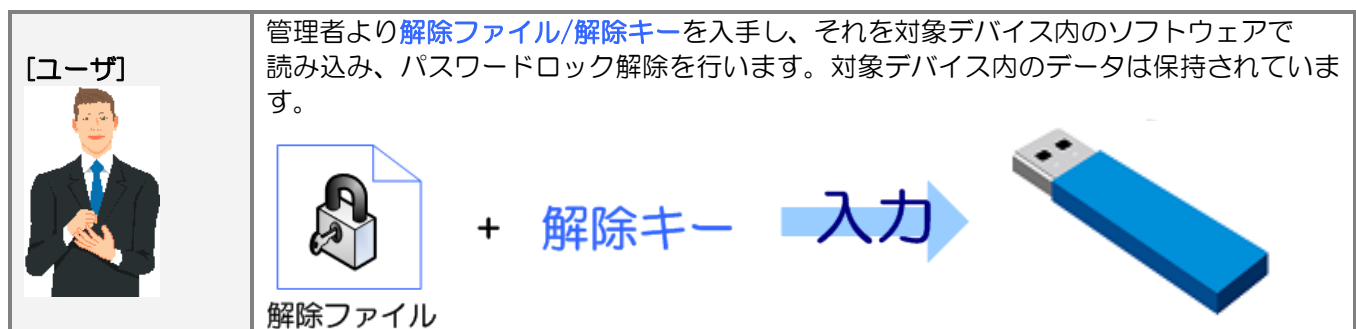 [ユーザ]
管理者より解除ファイル/解除キーを入手し、それを対象デバイス内のソフトウェアで
読み込み、パスワードロック解除を行います。対象デバイス内のデータは保持されていま
す。
+ 解除キー 入力
解除ファイル